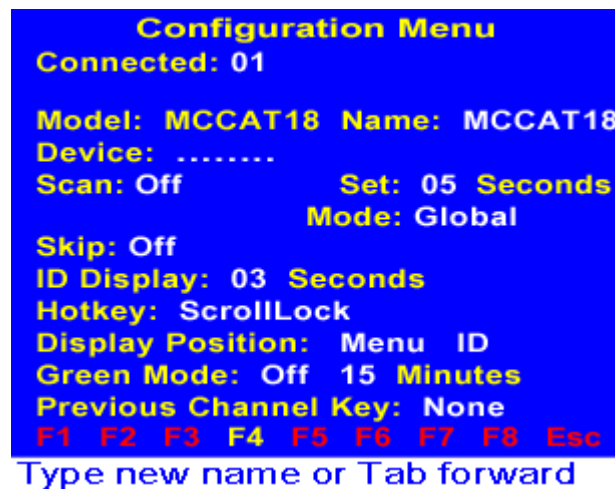 Configuration Menu
Connected: 01
Model: MCCAT18 Name: MCCAT18
Device: ........
Scan: Off Set: 05 Seconds
Mode: Global
Skip: Off
ID Display: 03 Seconds
Hotkey: ScrollLock
Display Position: Menu ID
Green Mode: Off 15 Minutes
Previous Channel Key: None
F1 F2 F3 F4 F5 F6 F7 F8 Esc
Type new name or Tab forward